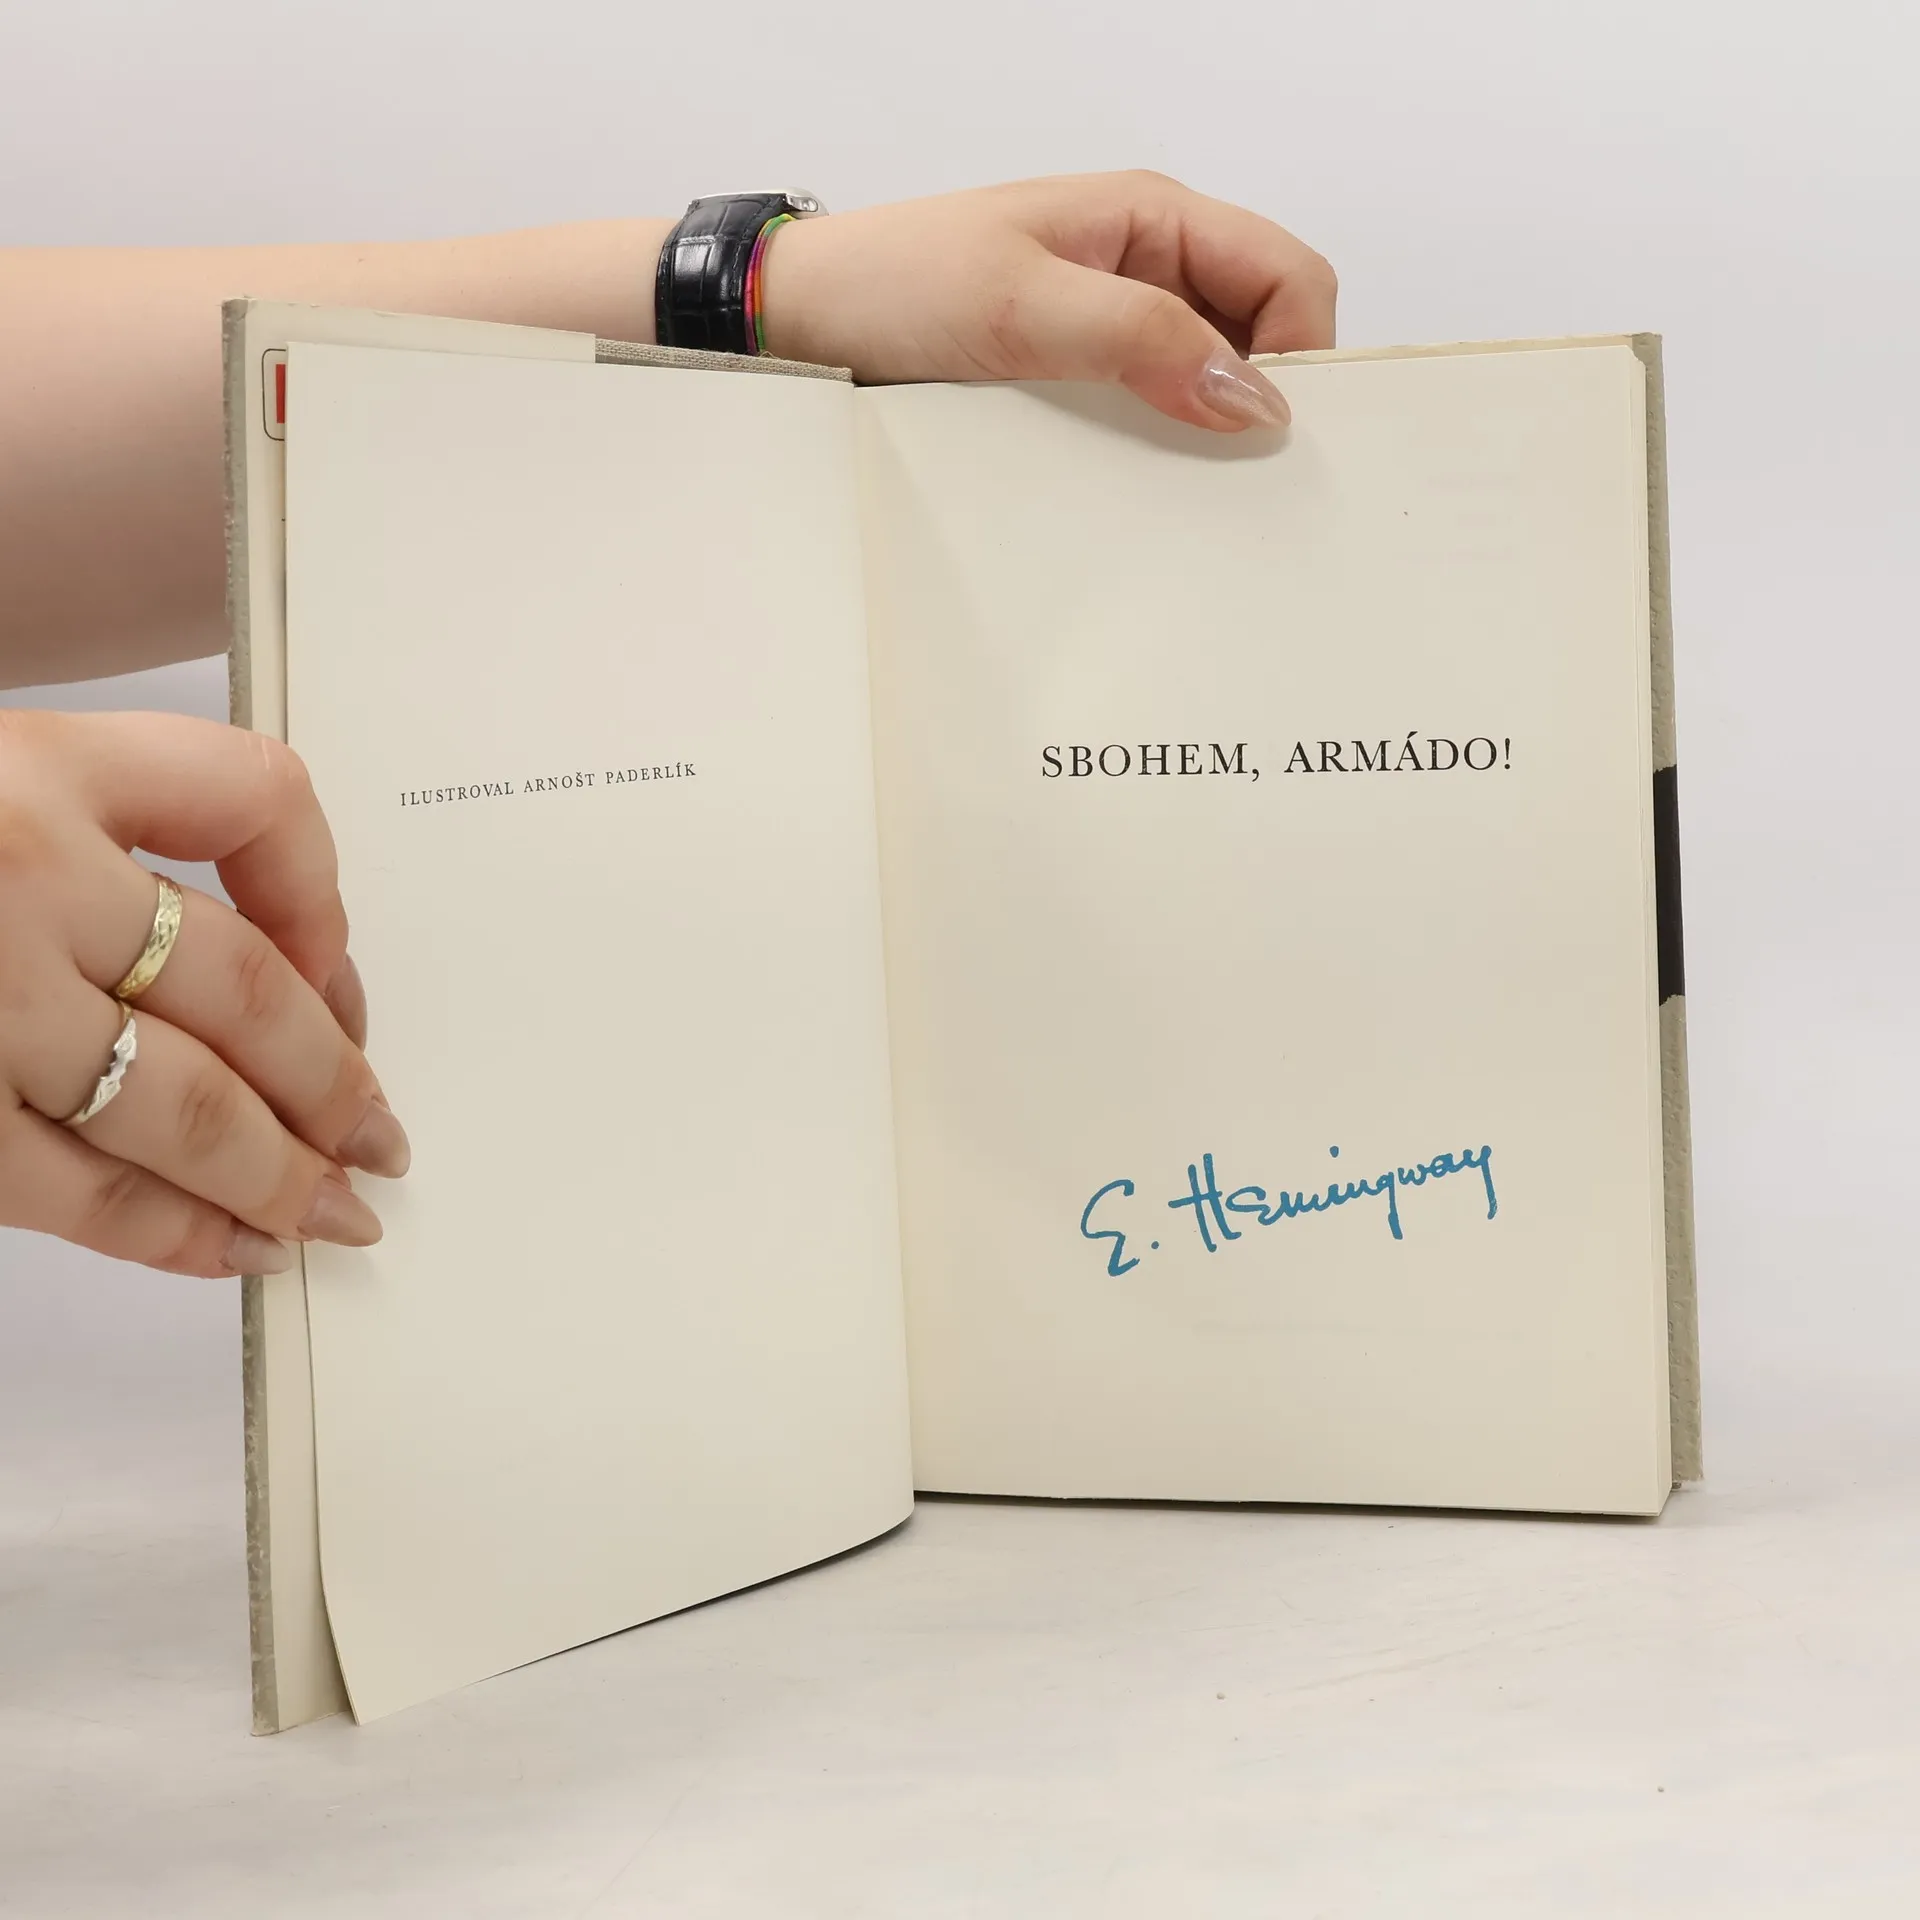 ILUSTROVAL ARNOŠT PADERLÍK
SBOHEM, ARMÁDO!
E. Hemingway